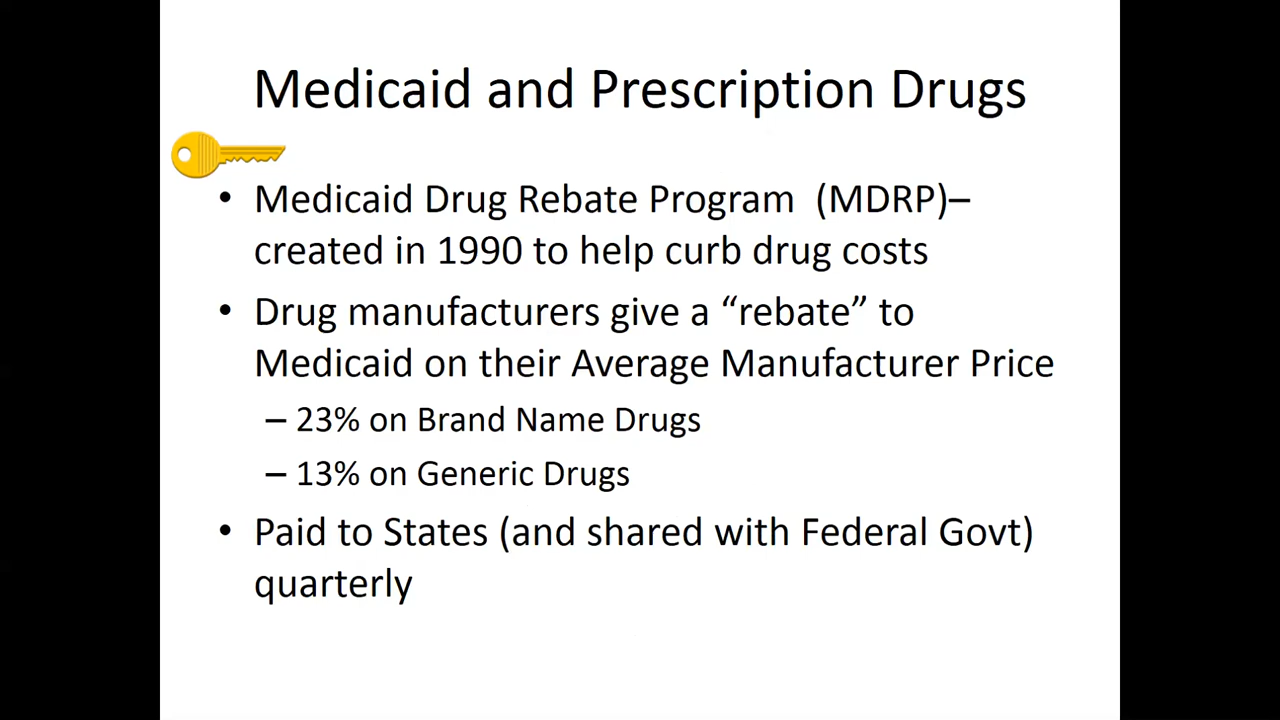 Medicaid and Prescription Drugs
• Medicaid Drug Rebate Program (MDRP)–
created in 1990 to help curb drug costs
• Drug manufacturers give a “rebate” to
Medicaid on their Average Manufacturer Price
– 23% on Brand Name Drugs
– 13% on Generic Drugs
• Paid to States (and shared with Federal Govt)
quarterly